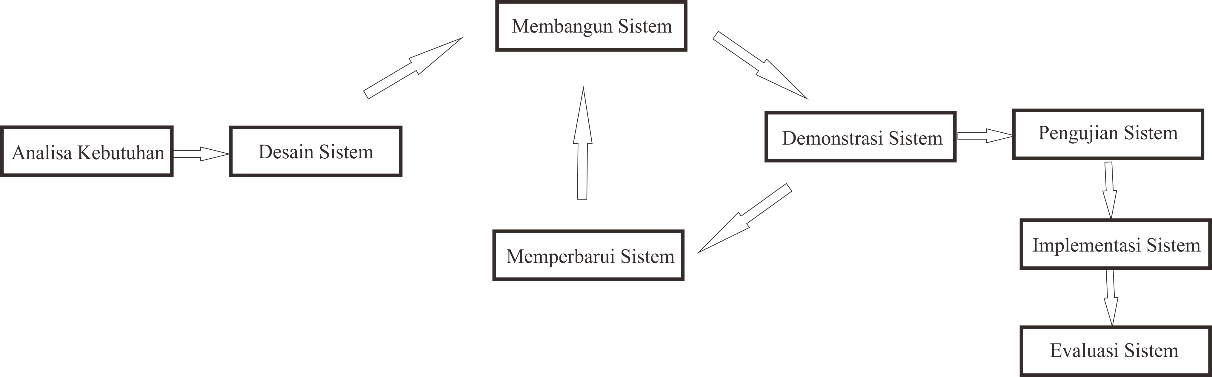 Membangun Sistem
Analisa Kebutuhan
Desain Sistem
Demonstrasi Sistem
Pengujian Sistem
Memperbarui Sistem
Implementasi Sistem
Evaluasi Sistem